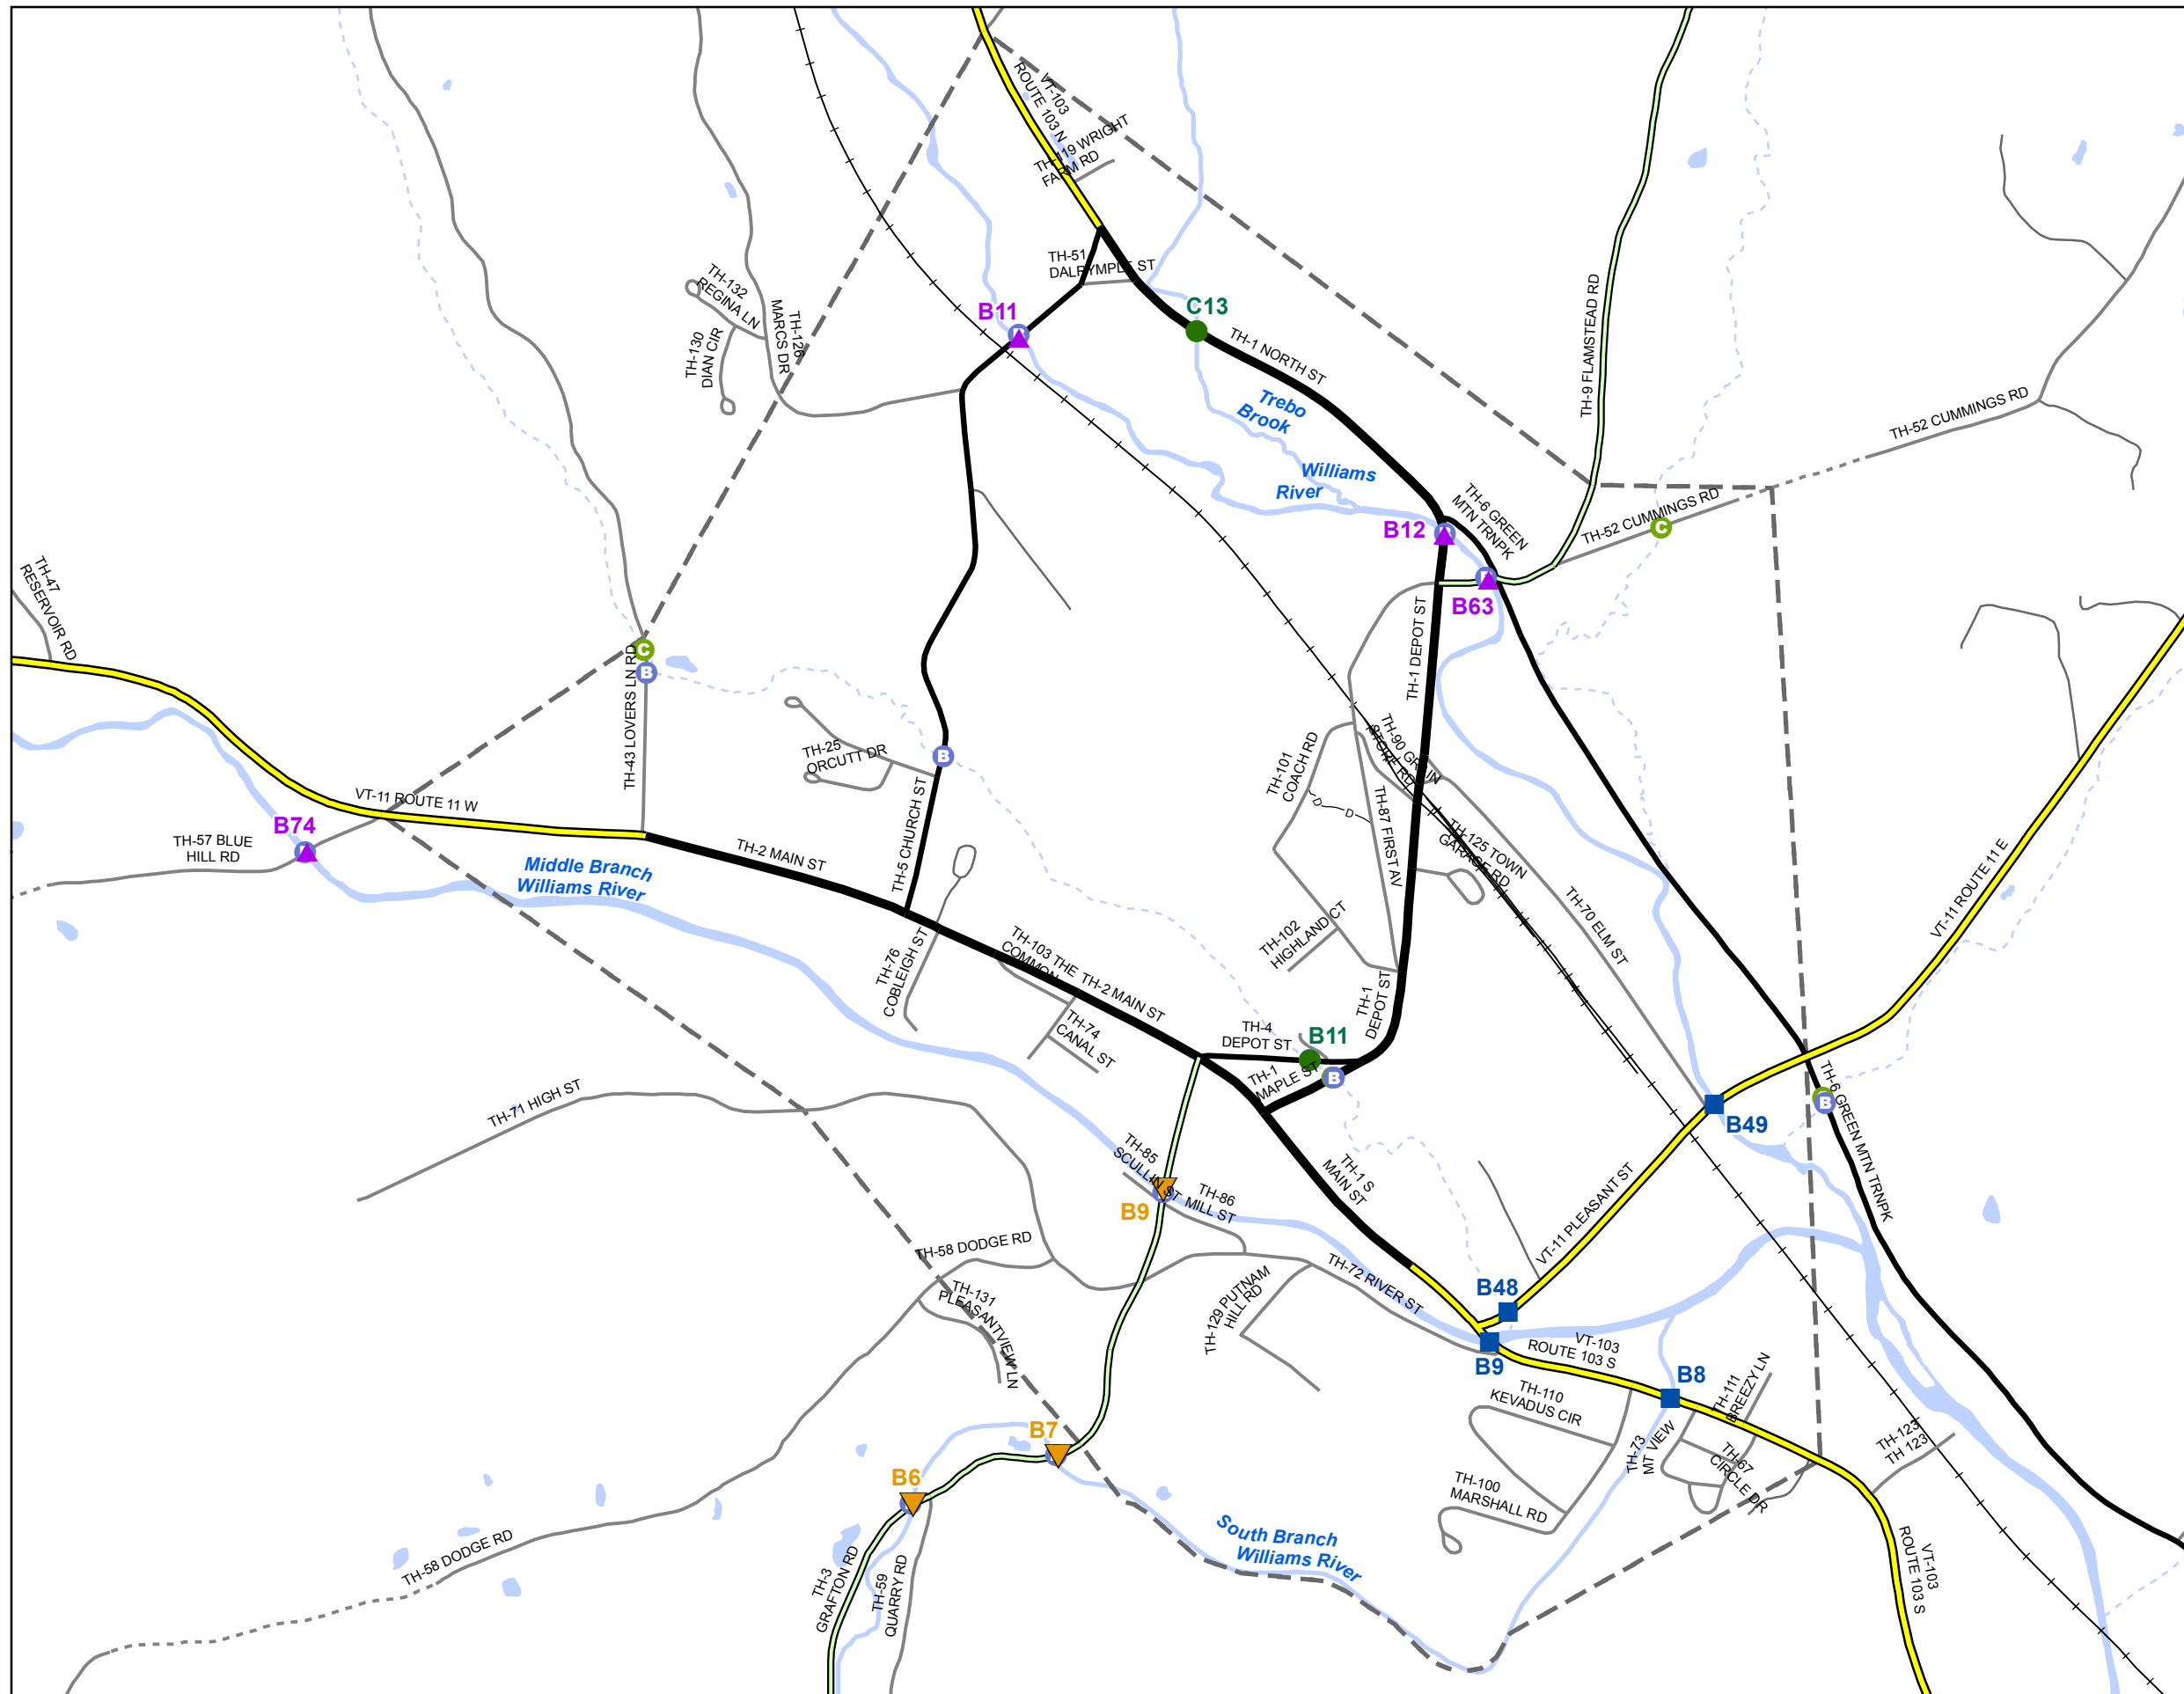 VT-103
ROUTE 103 N
TH-119 WRIGHT
FARM RD
TH-51
DALRYMPLE ST
TH-132
REGINA LN
TH-126
MARCS DR
TH-130
DIAN CIR
B11
C13
TH-1 NORTH ST
TH-9 FLAMSTEAD RD
Trebo
Brook
Williams
River
TH-52 CUMMINGS RD
TH-6 GREEN
MTN TRNPK
TH-52 CUMMINGS RD
C
B12
B63
TH-47
RESERVOIR RD
C
B
TH-43 LOVERS LN RD
TH-1 DEPOT ST
TH-25
ORCUTT DR
B
TH-90 GRAIN
STORE RD
TH-101
COACH RD
D
D
TH-87 FIRST AV
VT-11 ROUTE 11 W
B74
TH-57 BLUE
HILL RD
TH-2 MAIN ST
TH-5 CHURCH ST
TH-125 TOWN
GARAGE RD
VT-11 ROUTE 11 E
Middle Branch
Williams River
TH-70 ELM ST
TH-102
HIGHLAND CT
TH-76
COBLEIGH ST
TH-103 THE
COMMON
TH-2 MAIN ST
TH-1
DEPOT ST
TH-74
CANAL ST
TH-4
DEPOT ST
B11
TH-1
MAPLE ST
B
TH-71 HIGH ST
B49
B
TH-6 GREEN MTN TRNPK
TH-85
SCULLIN ST
TH-86
MILL ST
B9
TH-1 S
MAIN ST
VT-11 PLEASANT ST
TH-58 DODGE RD
TH-131
PLEASANTVIEW LN
TH-129 PUTNAM
HILL RD
TH-72 RIVER ST
B48
B9
VT-103
ROUTE 103 S
B8
TH-110
KEVADUS CIR
TH-111
BREEZY LN
TH-73
MT VIEW
TH-67
CIRCLE DR
TH-123
TH 123
B7
B6
TH-100
MARSHALL RD
South Branch
Williams River
TH-58 DODGE RD
TH-3
GRAFTON RD
TH-59
QUARRY RD
VT-103
ROUTE 103 S